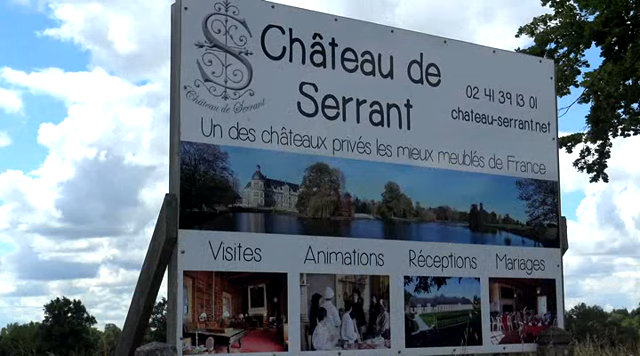 S
Château de Serrant
Château de
Serrant
02 41 39 13 01
chateau-serrant.net
Un des châteaux privés les mieux meublés de France
Visites
Animations
Réceptions
Mariages